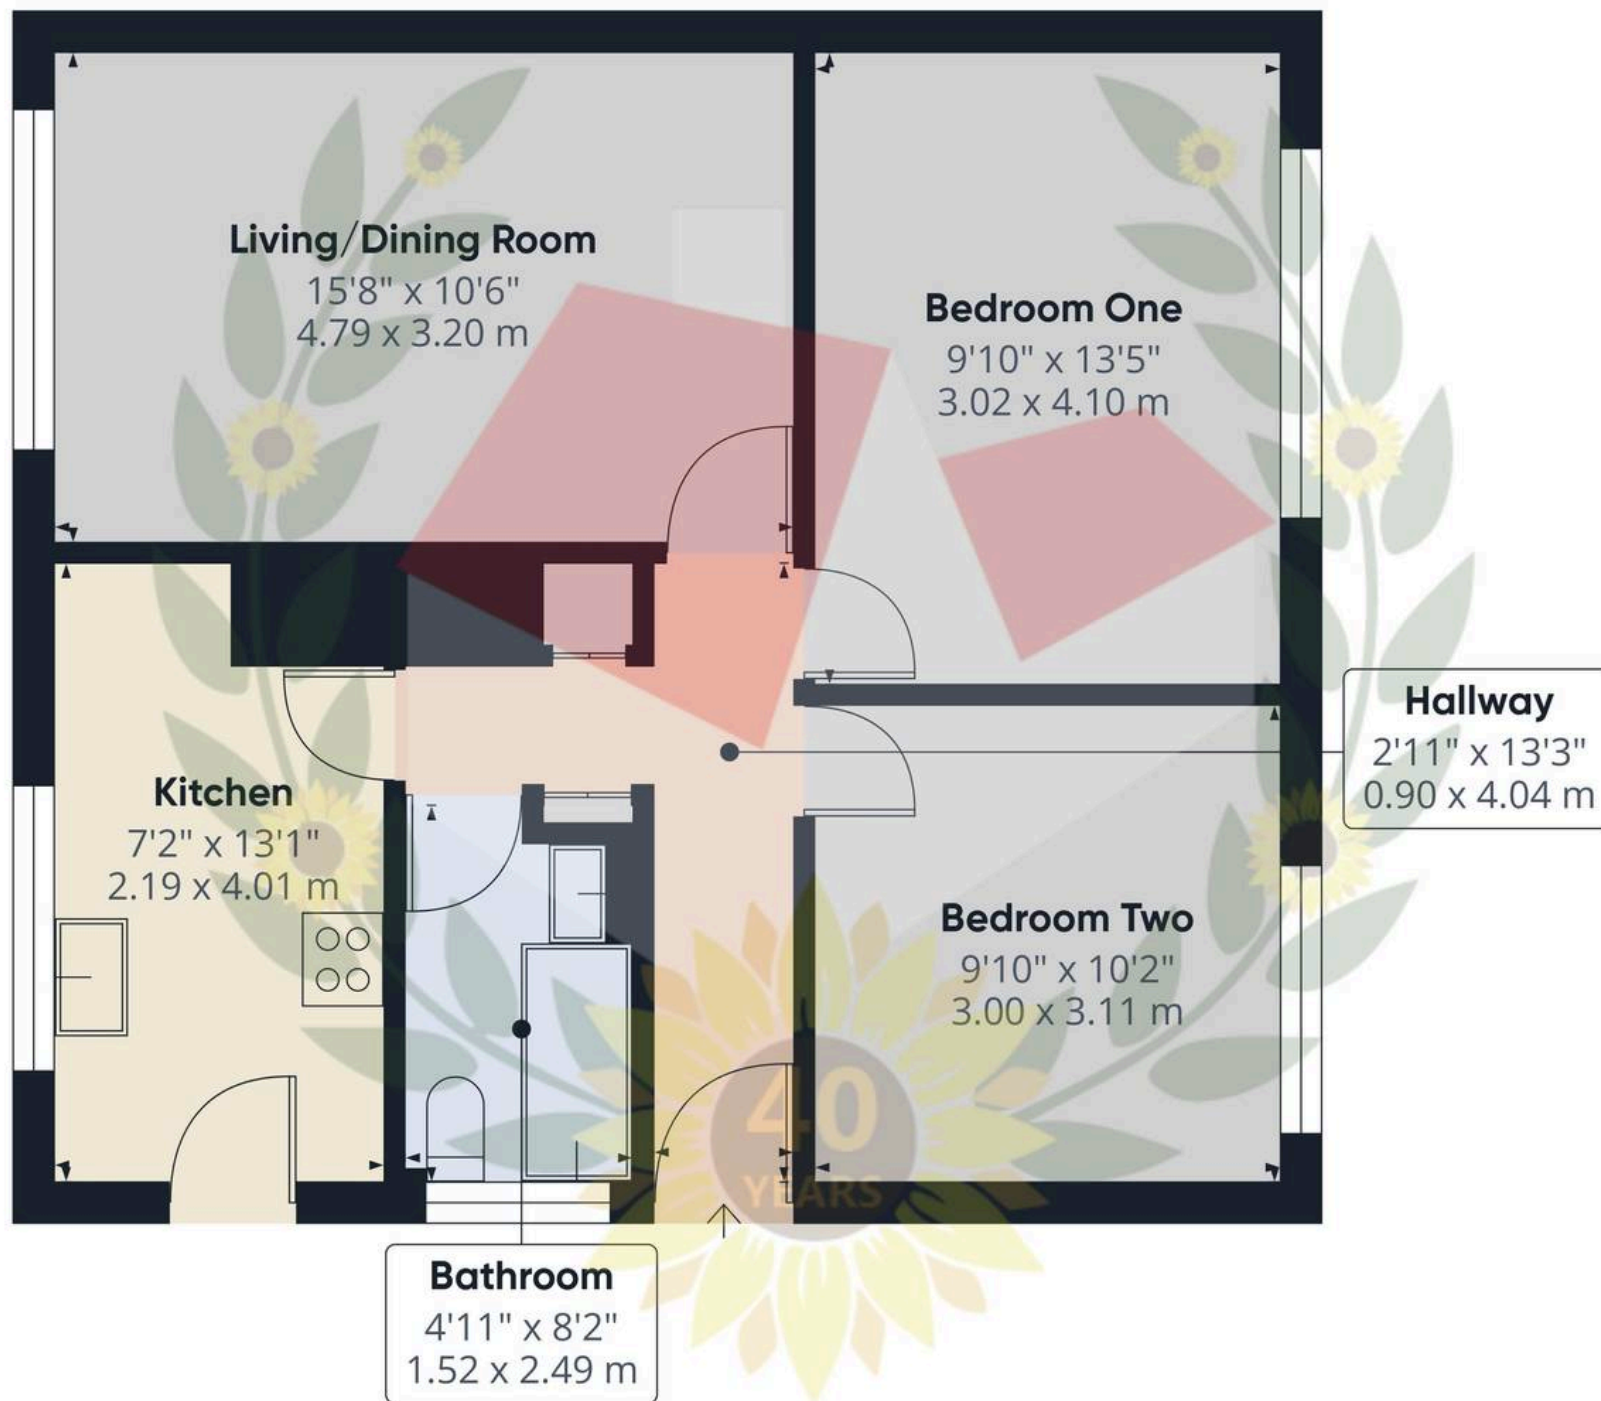 Living/Dining Room
15'8" x 10'6"
4.79 x 3.20 m
Bedroom One
9'10" x 13'5"
3.02 x 4.10 m
Hallway
2'11" x 13'3"
0.90 x 4.04 m
Kitchen
7'2" x 13'1"
2.19 x 4.01 m
Bedroom Two
9'10" x 10'2"
3.00 x 3.11 m
40
YEARS
Bathroom
4'11" x 8'2"
1.52 x 2.49 m